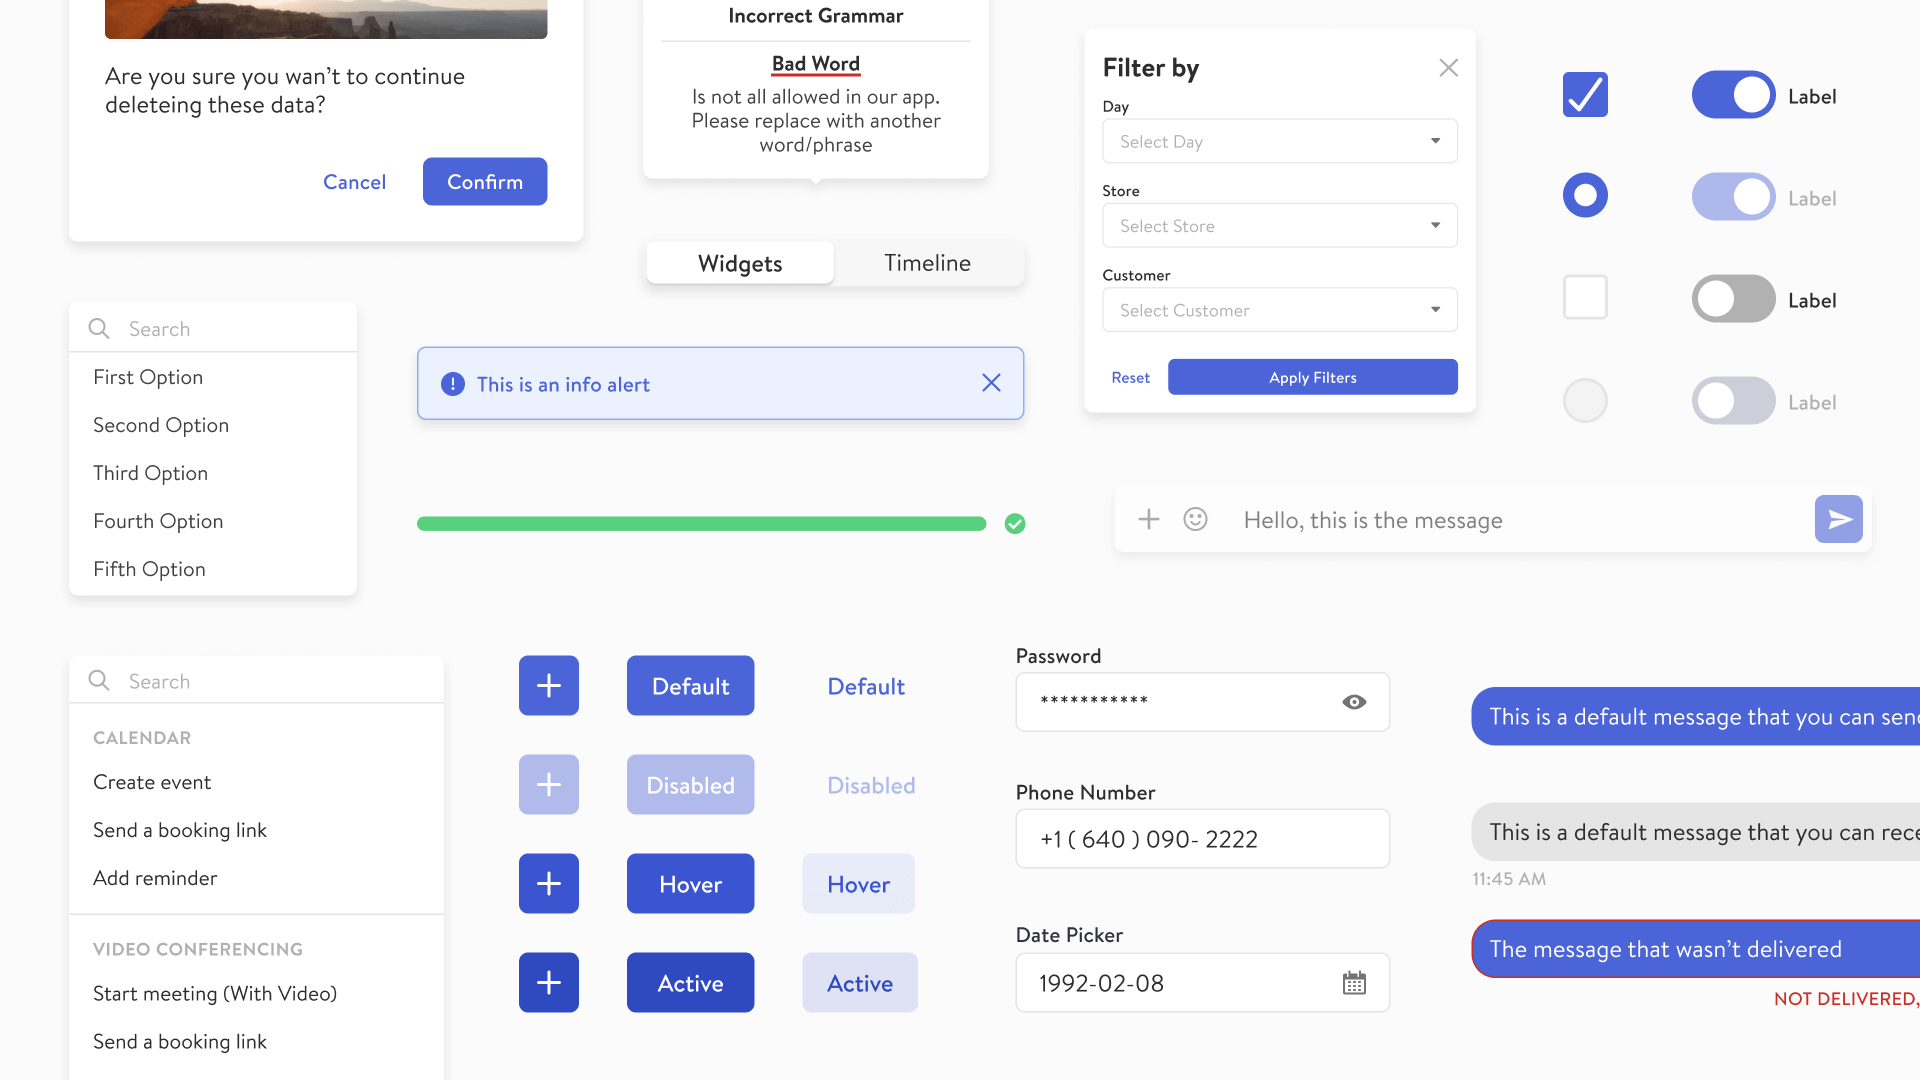 Are you sure you wan't to continue
deleteing these data?
Cancel
Confirm
Incorrect Grammar
Bad Word
Is not all allowed in our app.
Please replace with another
word/phrase
Widgets
Timeline
Filter by
Day
Select Day
Store
Select Store
Customer
Select Customer
Reset
Apply Filters
Label
Label
Label
Label
Search
First Option
Second Option
Third Option
Fourth Option
Fifth Option
This is an info alert
Hello, this is the message
Search
CALENDAR
Create event
Send a booking link
Add reminder
VIDEO CONFERENCING
Start meeting (With Video)
Send a booking link
Default
Default
Disabled
Disabled
Hover
Hover
Active
Active
Password
***********
Phone Number
+1 ( 640 ) 090- 2222
Date Picker
1992-02-08
This is a default message that you can
This is a default message that you can
11:45 AM
The message that wasn't delivered
NOT DELIVERED,